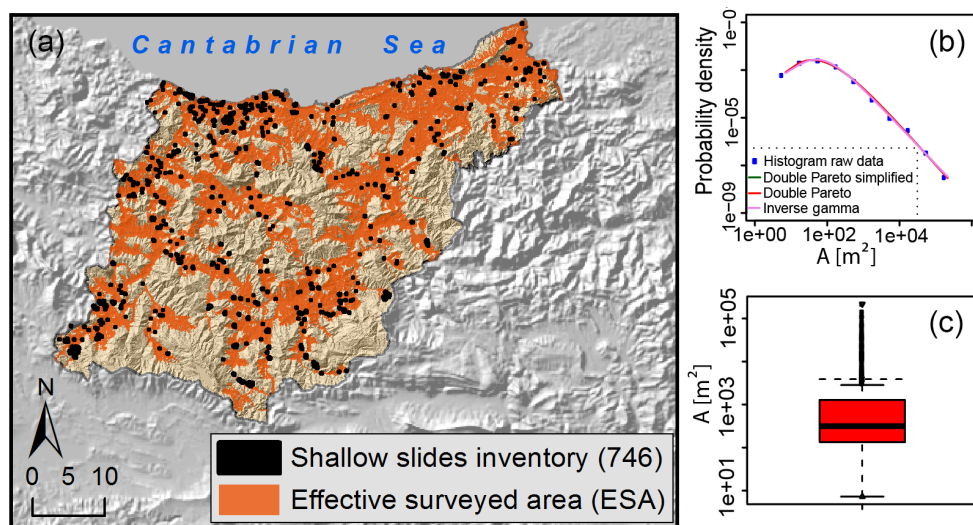 (a)
Cantabrian Sea
N
0 5 10
Shallow slides inventory (746)
Effective surveyed area (ESA)
(b)
Probability density
1e-09 1e-05 1e-01
Histogram raw data
Double Pareto simplified
Double Pareto
Inverse gamma
1e+00 1e+02 1e+04
A [m²]
(c)
A [m²]
1e+01 1e+03 1e+05